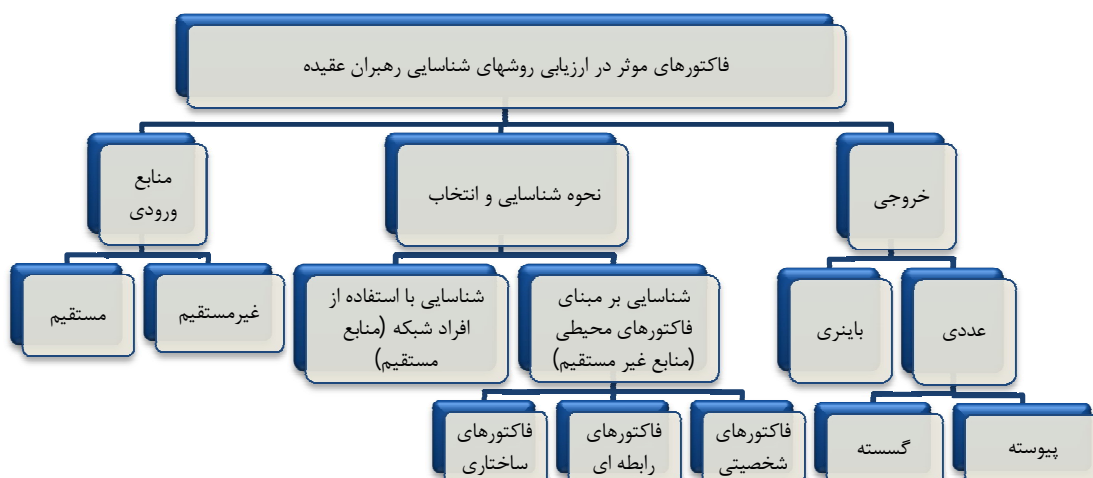 فاکتورهای موثر در ارزیابی روشهای شناسایی رهبران عقیده
خروجی
نحوه شناسایی و انتخاب
منابع
ورودی
عددی
باینری
شناسایی بر مبنای
فاکتورهای محیطی
(منابع غیر مستقیم)
شناسایی با استفاده از
افراد شبکه (منابع
مستقیم)
غیرمستقیم
مستقیم
پیوسته
گسسته
فاکتورهای
شخصیتی
فاکتورهای
رابطه ای
فاکتورهای
ساختاری